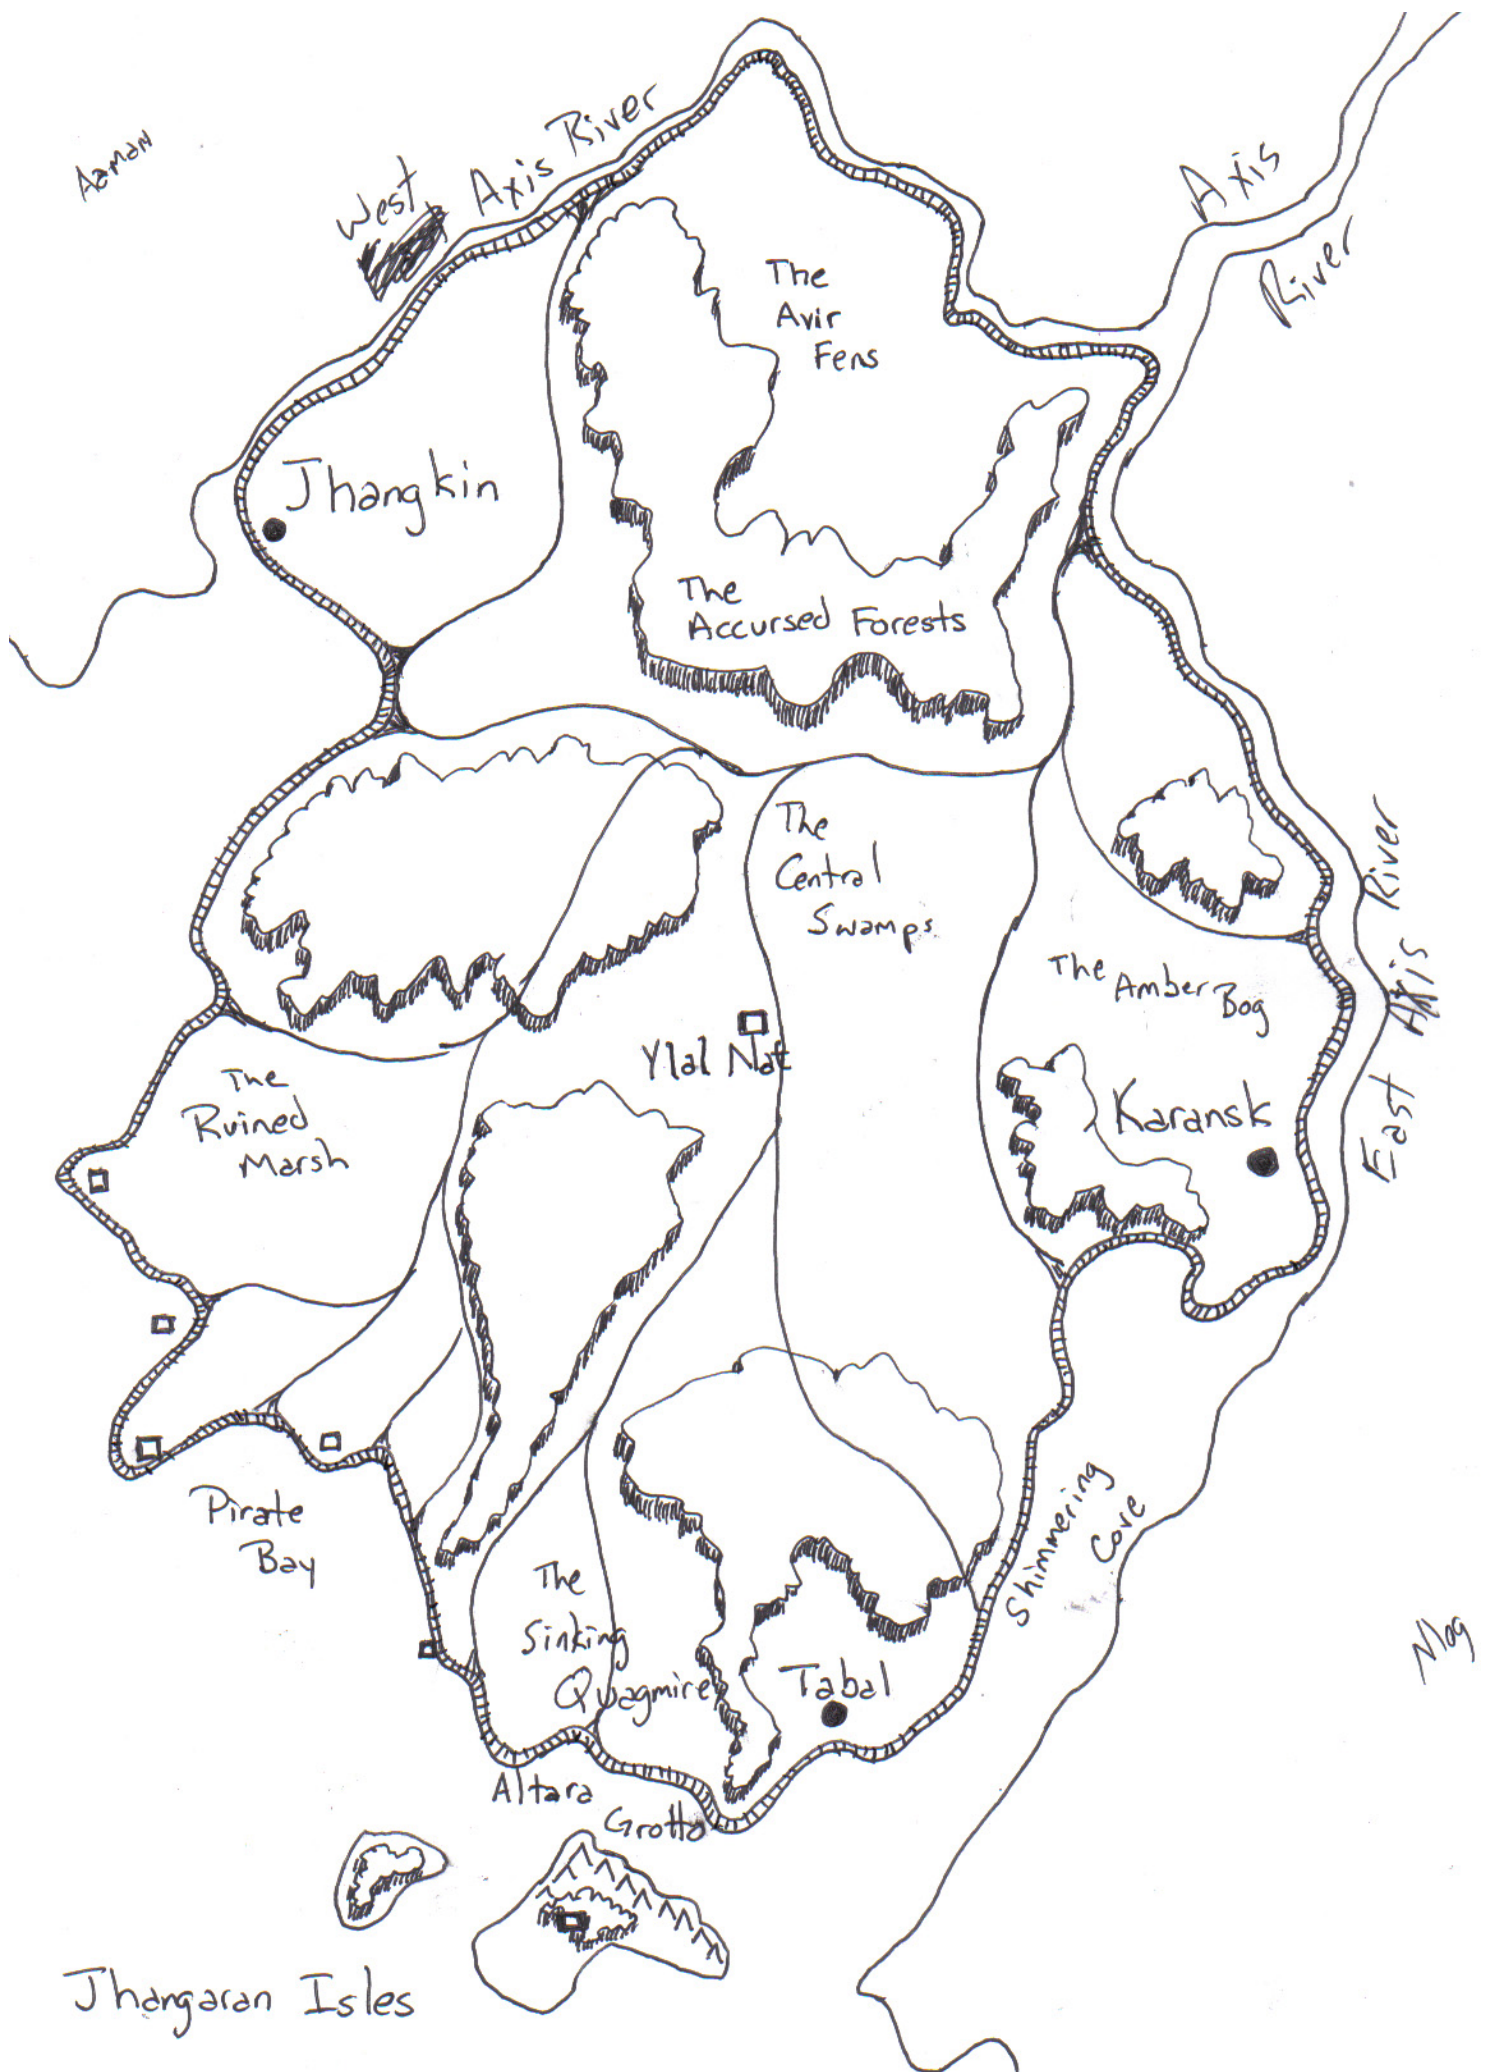 Aaman
West Axis River
Axis
River
The
Avir
Fens
Jhangkin
The
Accursed Forests
The
Central
Swamps
The Amber
Bog
East Axis River
Ylal Nat
Karansk
The
Ruined
Marsh
Pirate
Bay
Shimmering
Cove
The
Sinking
Quagmire
Tabal
Nlog
Altara
Grotto
Jhangaran Isles